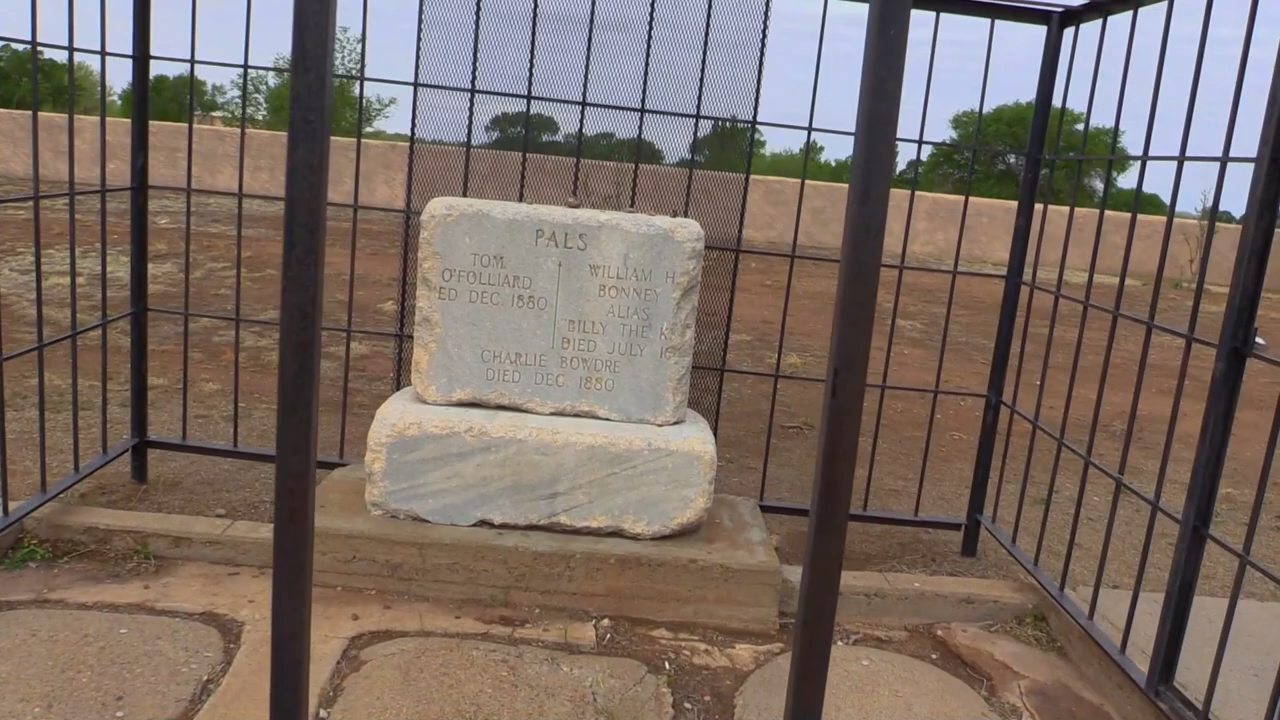 PALS
TOM.
O'FOLLIARD
ED DEC. 1880
WILLIAM H
BONNEY
ALIAS
"BILLY THE K
DIED JULY 1
CHARLIE BOWDRE
DIED DEC 1880